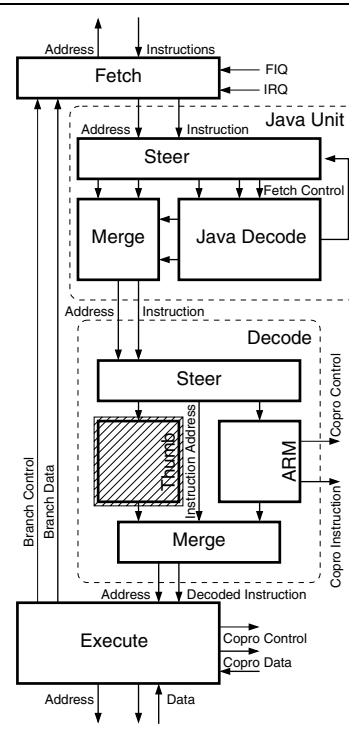 Address
Instructions
Fetch
FIQ
IRQ
Java Unit
Address
Instruction
Steer
Fetch Control
Merge
Java Decode
Address
Instruction
Decode
Steer
Thumb
Instruction Address
ARM
Copro Control
Copro Instruction
Branch Control
Branch Data
Merge
Address
Decoded Instruction
Execute
Copro Control
Copro Data
Address
Data